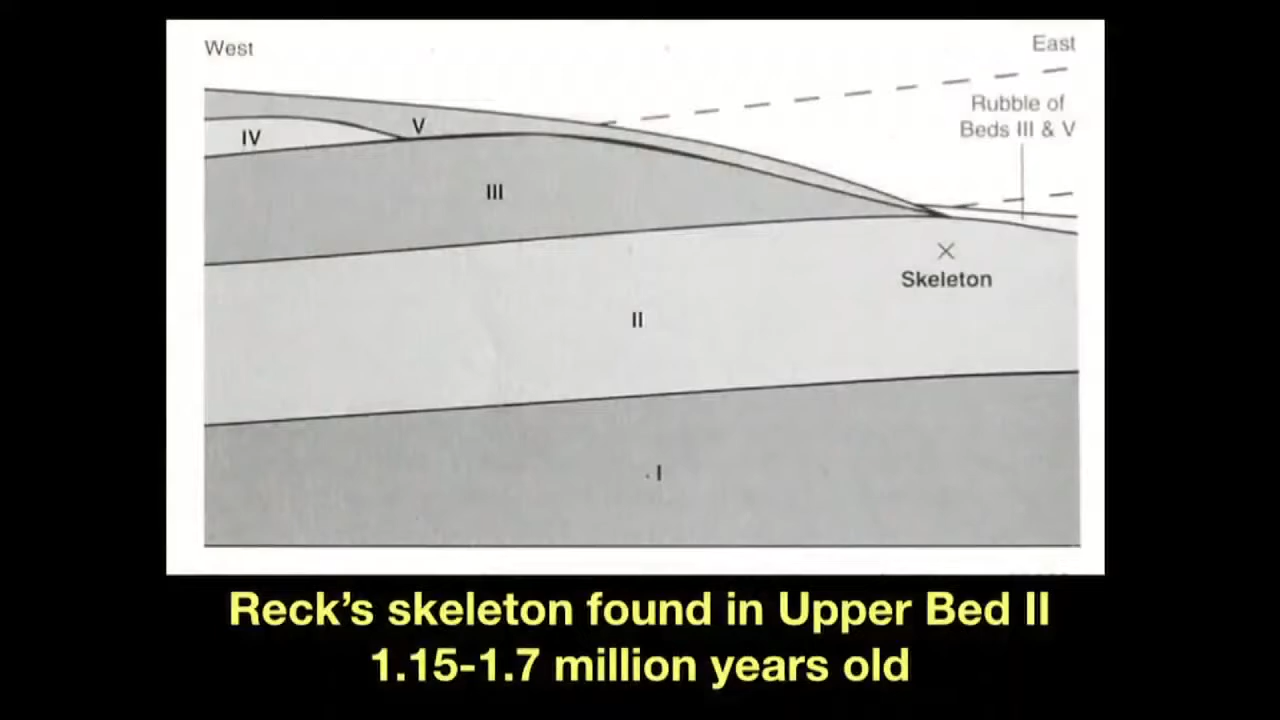 West
East
Rubble of
Beds III & V
IV
V
III
Skeleton
II
I
Reck's skeleton found in Upper Bed II
1.15-1.7 million years old